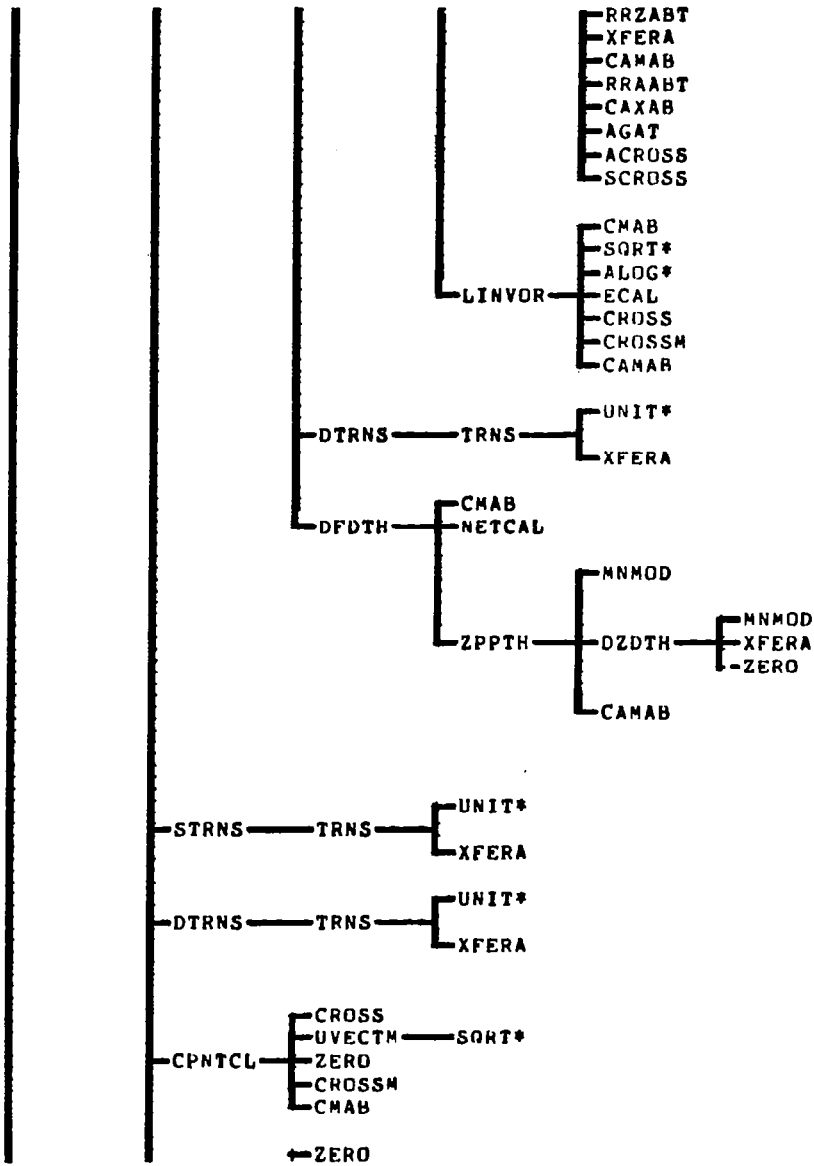 RRZABT
XFERA
CAMAB
RRAABT
CAXAB
AGAT
ACROSS
SCROSS
CMAB
SQRT*
ALOG*
LINVOR ECAL
CROSS
CROSSM
CAMAB
UNIT*
DTRNS TRNS
XFERA
CMAB
DFDTH NETCAL
MNMOD
MNMOD
ZPPTH DZDTH XFERA
ZERO
CAMAB
UNIT*
STRNS TRNS
XFERA
UNIT*
DTRNS TRNS
XFERA
CROSS
UVECTM SQRT*
CPNTCL ZERO
CROSSM
CMAB
ZERO